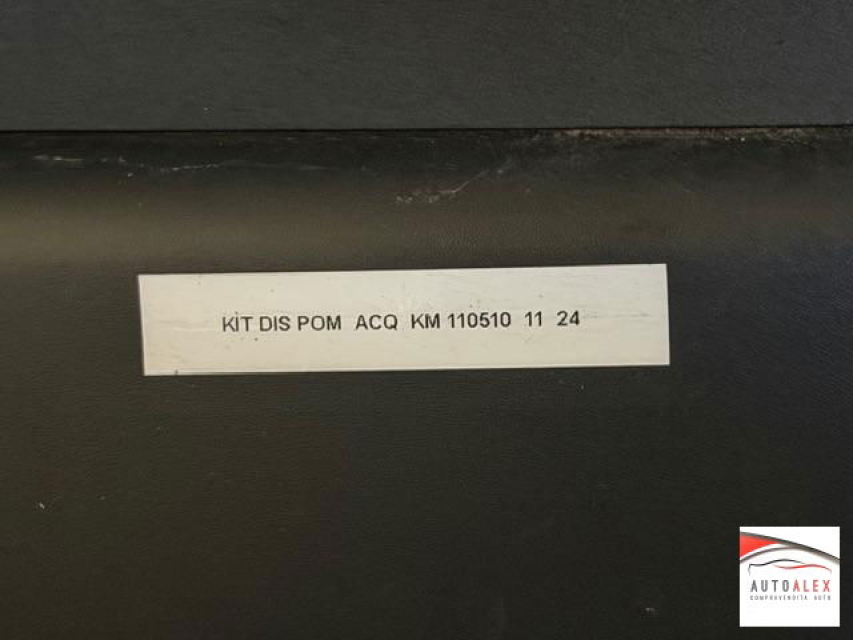 KIT DIS POM ACQ KM 110510 11 24
AUTOALEX
COMPRAVENDITA AUTO